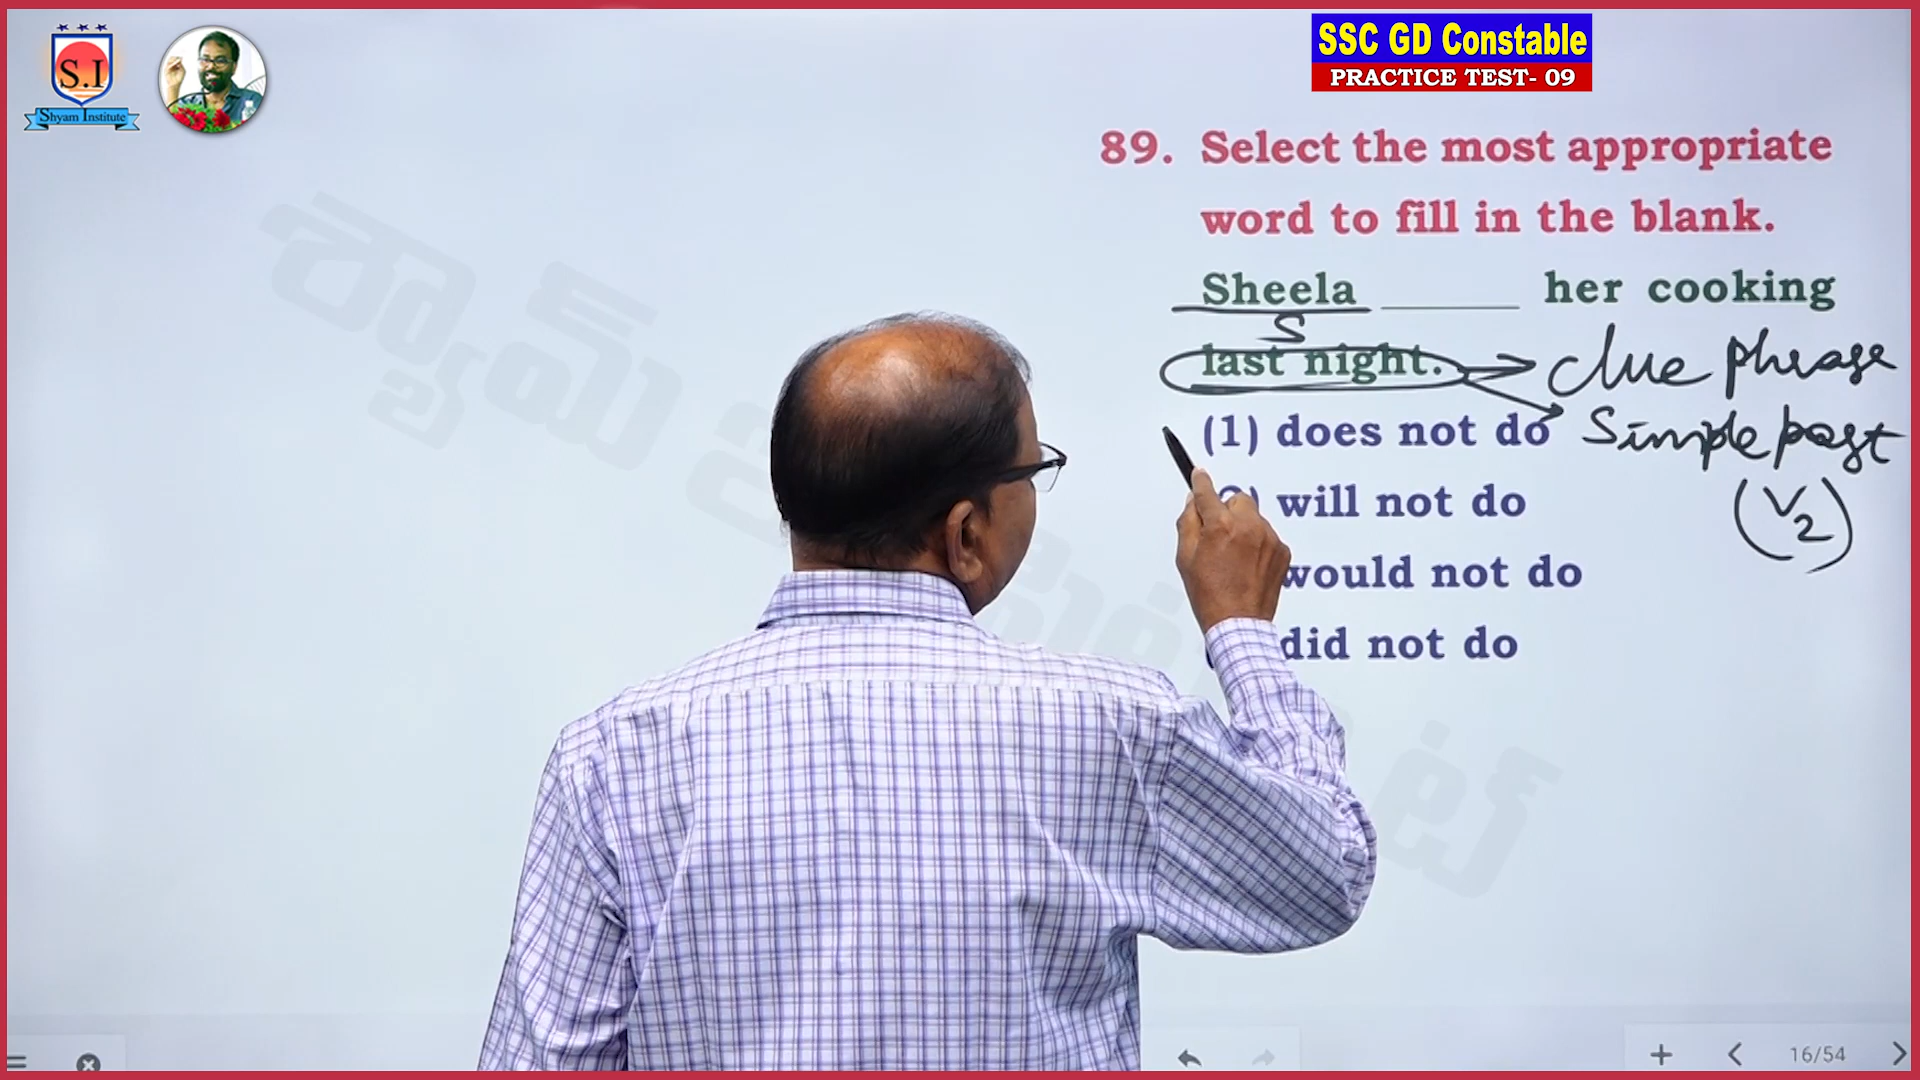 S.I
Shyam Institute
SSC GD Constable
PRACTICE TEST- 09
89. Select the most appropriate
word to fill in the blank.
Sheela ______ her cooking
S
last night. clue phrase
(1) does not do Simple past
will not do (V2)
would not do
did not do
శ్యామ్
16/54